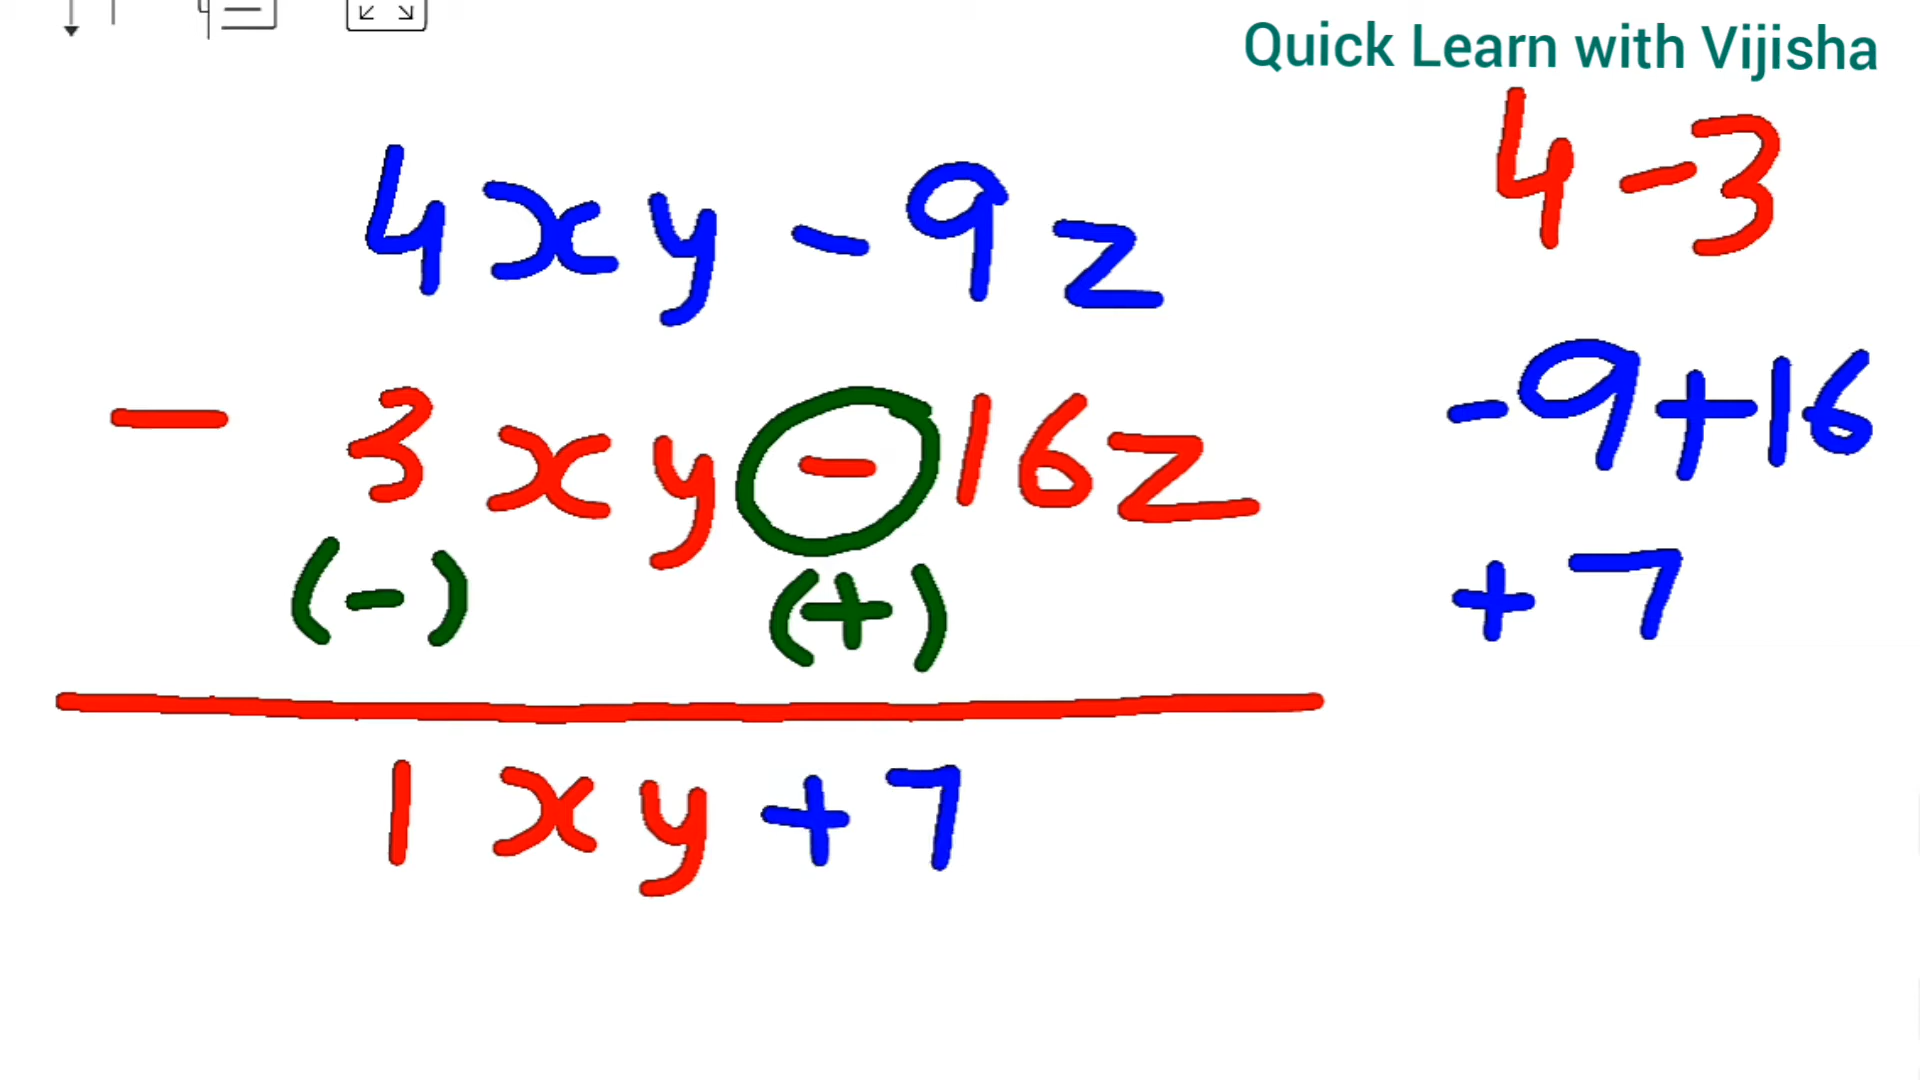 Quick Learn with Vijisha
4xy - 9z
- 3xy - 16z
(-) (+)
1xy + 7
4 - 3
-9 + 16
+ 7